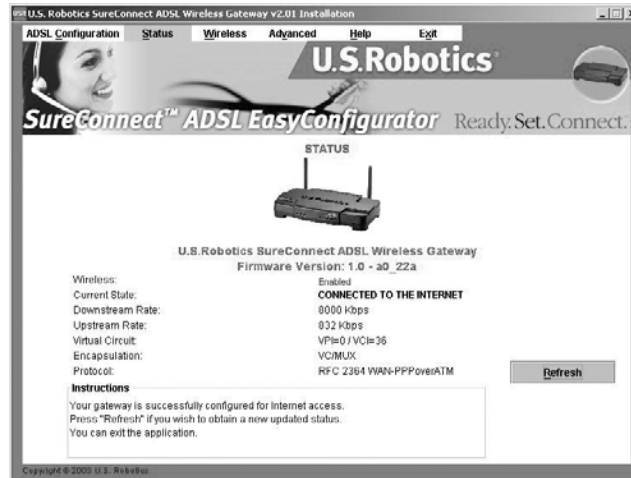 U.S. Robotics SureConnect ADSL Wireless Gateway v2.01 Installation
ADSL Configuration Status Wireless Advanced Help Exit
U.S.Robotics
SureConnect™ ADSL EasyConfigurator Ready. Set. Connect.
STATUS
U.S.Robotics SureConnect ADSL Wireless Gateway
Firmware Version: 1.0 - a0_22a
Wireless: Enabled
Current State: CONNECTED TO THE INTERNET
Downstream Rate: 8000 Kbps
Upstream Rate: 832 Kbps
Virtual Circuit: VPI=0 / VCI=36
Encapsulation: VC/MUX
Protocol: RFC 2364 WAN-PPPoverATM
Refresh
Instructions
Your gateway is successfully configured for Internet access.
Press "Refresh" if you wish to obtain a new updated status.
You can exit the application.
Copyright © 2003 U.S. Robotics